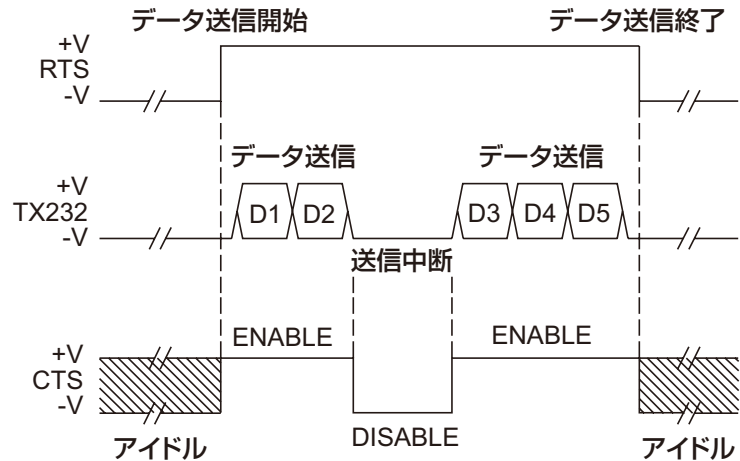 データ送信開始
データ送信終了
+V
RTS
-V
データ送信
データ送信
+V
TX232
-V
D1
D2
D3
D4
D5
送信中断
ENABLE
ENABLE
+V
CTS
-V
DISABLE
アイドル
アイドル